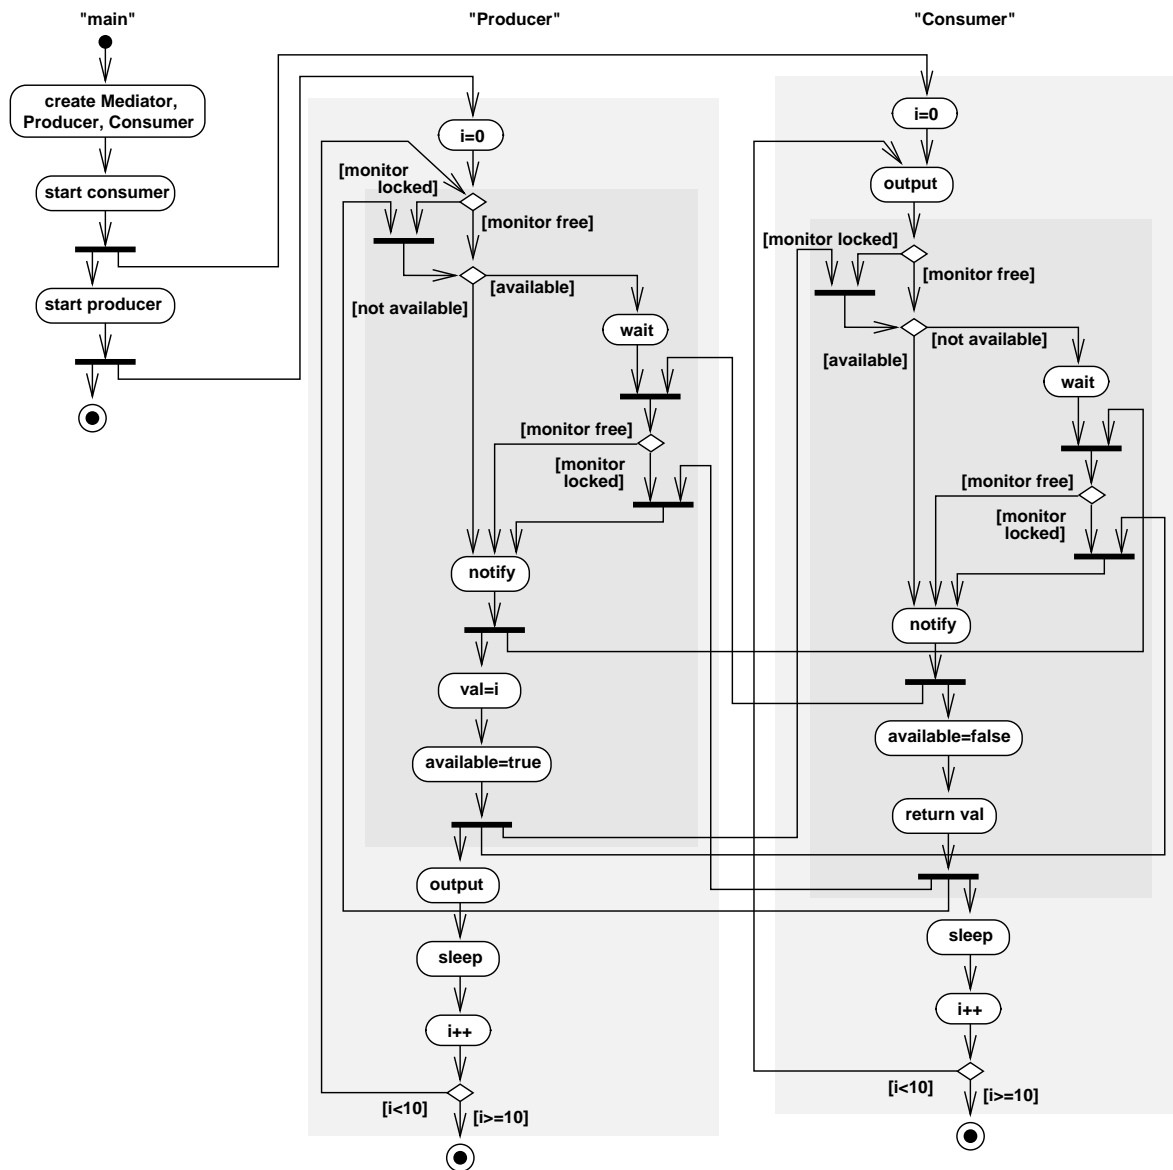 "main"
"Producer"
"Consumer"
create Mediator,
Producer, Consumer
start consumer
start producer
i=0
[monitor
locked]
[monitor free]
[available]
[not available]
wait
[monitor free]
[monitor
locked]
notify
val=i
available=true
output
sleep
i++
[i<10]
[i>=10]
i=0
output
[monitor locked]
[monitor free]
[not available]
[available]
wait
[monitor free]
[monitor
locked]
notify
available=false
return val
sleep
i++
[i<10]
[i>=10]